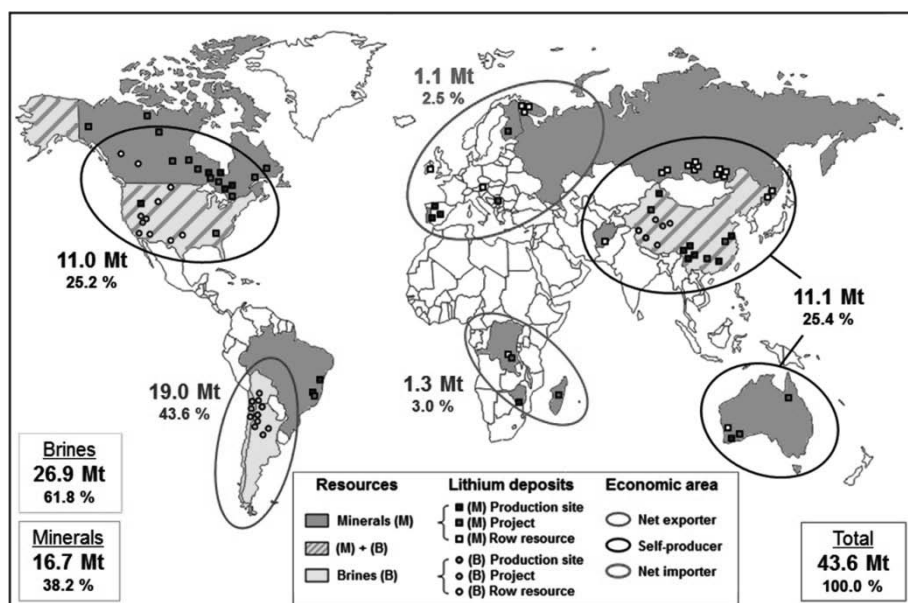 1.1 Mt
2.5 %
11.0 Mt
25.2 %
11.1 Mt
25.4 %
19.0 Mt
43.6 %
1.3 Mt
3.0 %
Brines
26.9 Mt
61.8 %
Minerals
16.7 Mt
38.2 %
Resources
Minerals (M)
(M) + (B)
Brines (B)
Lithium deposits
(M) Production site
(M) Project
(M) Row resource
(B) Production site
(B) Project
(B) Row resource
Economic area
Net exporter
Self-producer
Net importer
Total
43.6 Mt
100.0 %